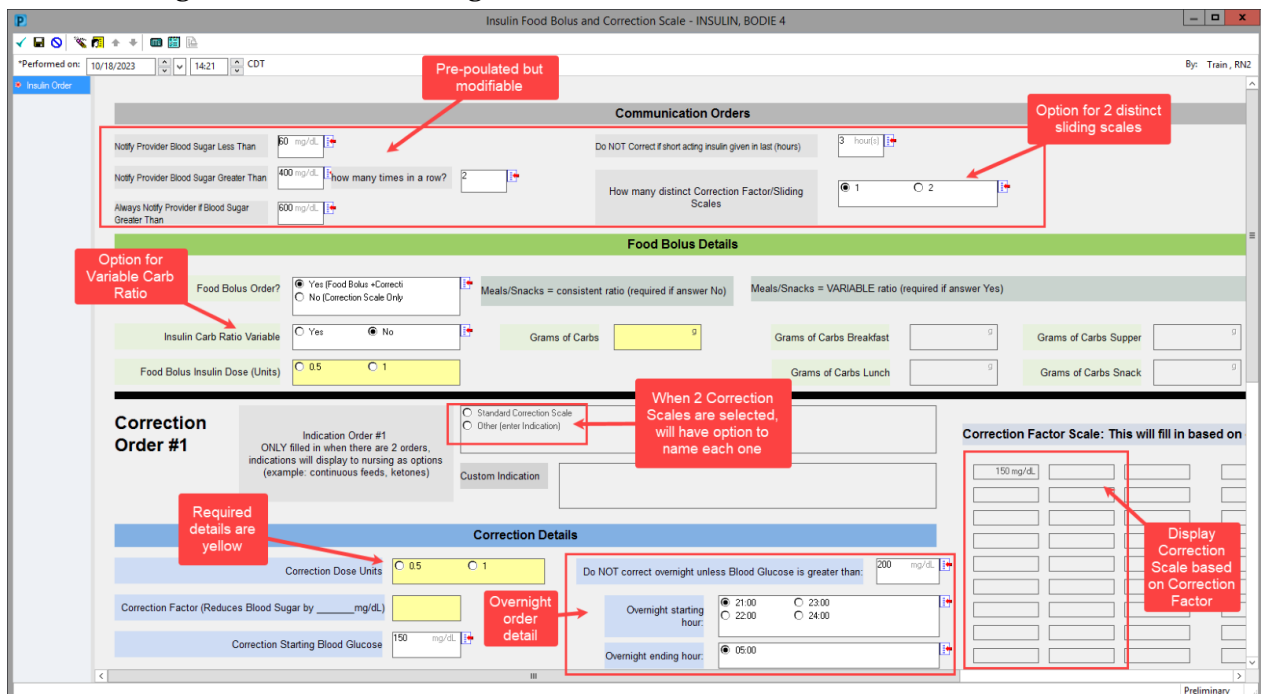 Insulin Food Bolus and Correction Scale - INSULIN, BODIE 4
*Performed on: 10/18/2023 14:21 CDT By: Train , RN2
Insulin Order
Pre-poulated but
modifiable
Communication Orders
Option for 2 distinct
sliding scales
Notify Provider Blood Sugar Less Than 60 mg/dL
Do NOT Correct if short acting insulin given in last (hours) 3 hour(s)
Notify Provider Blood Sugar Greater Than 400 mg/dL how many times in a row? 2
How many distinct Correction Factor/Sliding
Scales
1 2
Always Notify Provider if Blood Sugar
Greater Than
600 mg/dL
Food Bolus Details
Option for
Variable Carb
Ratio
Food Bolus Order?
Yes (Food Bolus +Correcti
No (Correction Scale Only
Meals/Snacks = consistent ratio (required if answer No)
Meals/Snacks = VARIABLE ratio (required if answer Yes)
Insulin Carb Ratio Variable Yes No
Grams of Carbs g
Grams of Carbs Breakfast g
Grams of Carbs Supper g
Food Bolus Insulin Dose (Units) 0.5 1
Grams of Carbs Lunch g
Grams of Carbs Snack g
Correction
Order #1
Indication Order #1
ONLY filled in when there are 2 orders,
indications will display to nursing as options
(example: continuous feeds, ketones)
Standard Correction Scale
Other (enter Indication)
When 2 Correction
Scales are selected,
will have option to
name each one
Custom Indication
Correction Factor Scale: This will fill in based on
150 mg/dL
Required
details are
yellow
Correction Details
Display
Correction
Scale based
on Correction
Factor
Correction Dose Units 0.5 1
Do NOT correct overnight unless Blood Glucose is greater than: 200 mg/dL
Correction Factor (Reduces Blood Sugar by ______mg/dL)
Overnight
order
detail
Overnight starting
hour:
21:00 23:00
22:00 24:00
Correction Starting Blood Glucose 150 mg/dL
Overnight ending hour: 05:00
Preliminary